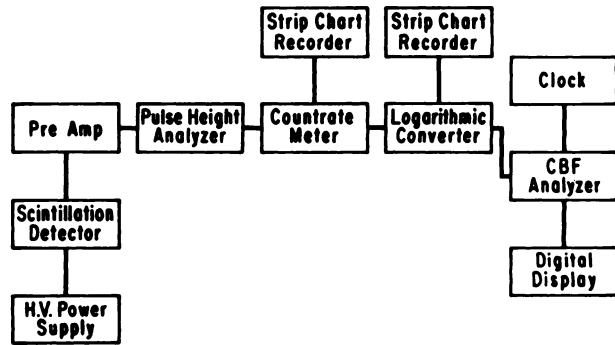 Strip Chart
Recorder
Strip Chart
Recorder
Clock
Pre Amp
Pulse Height
Analyzer
Countrate
Meter
Logarithmic
Converter
CBF
Analyzer
Scintillation
Detector
Digital
Display
H.V. Power
Supply